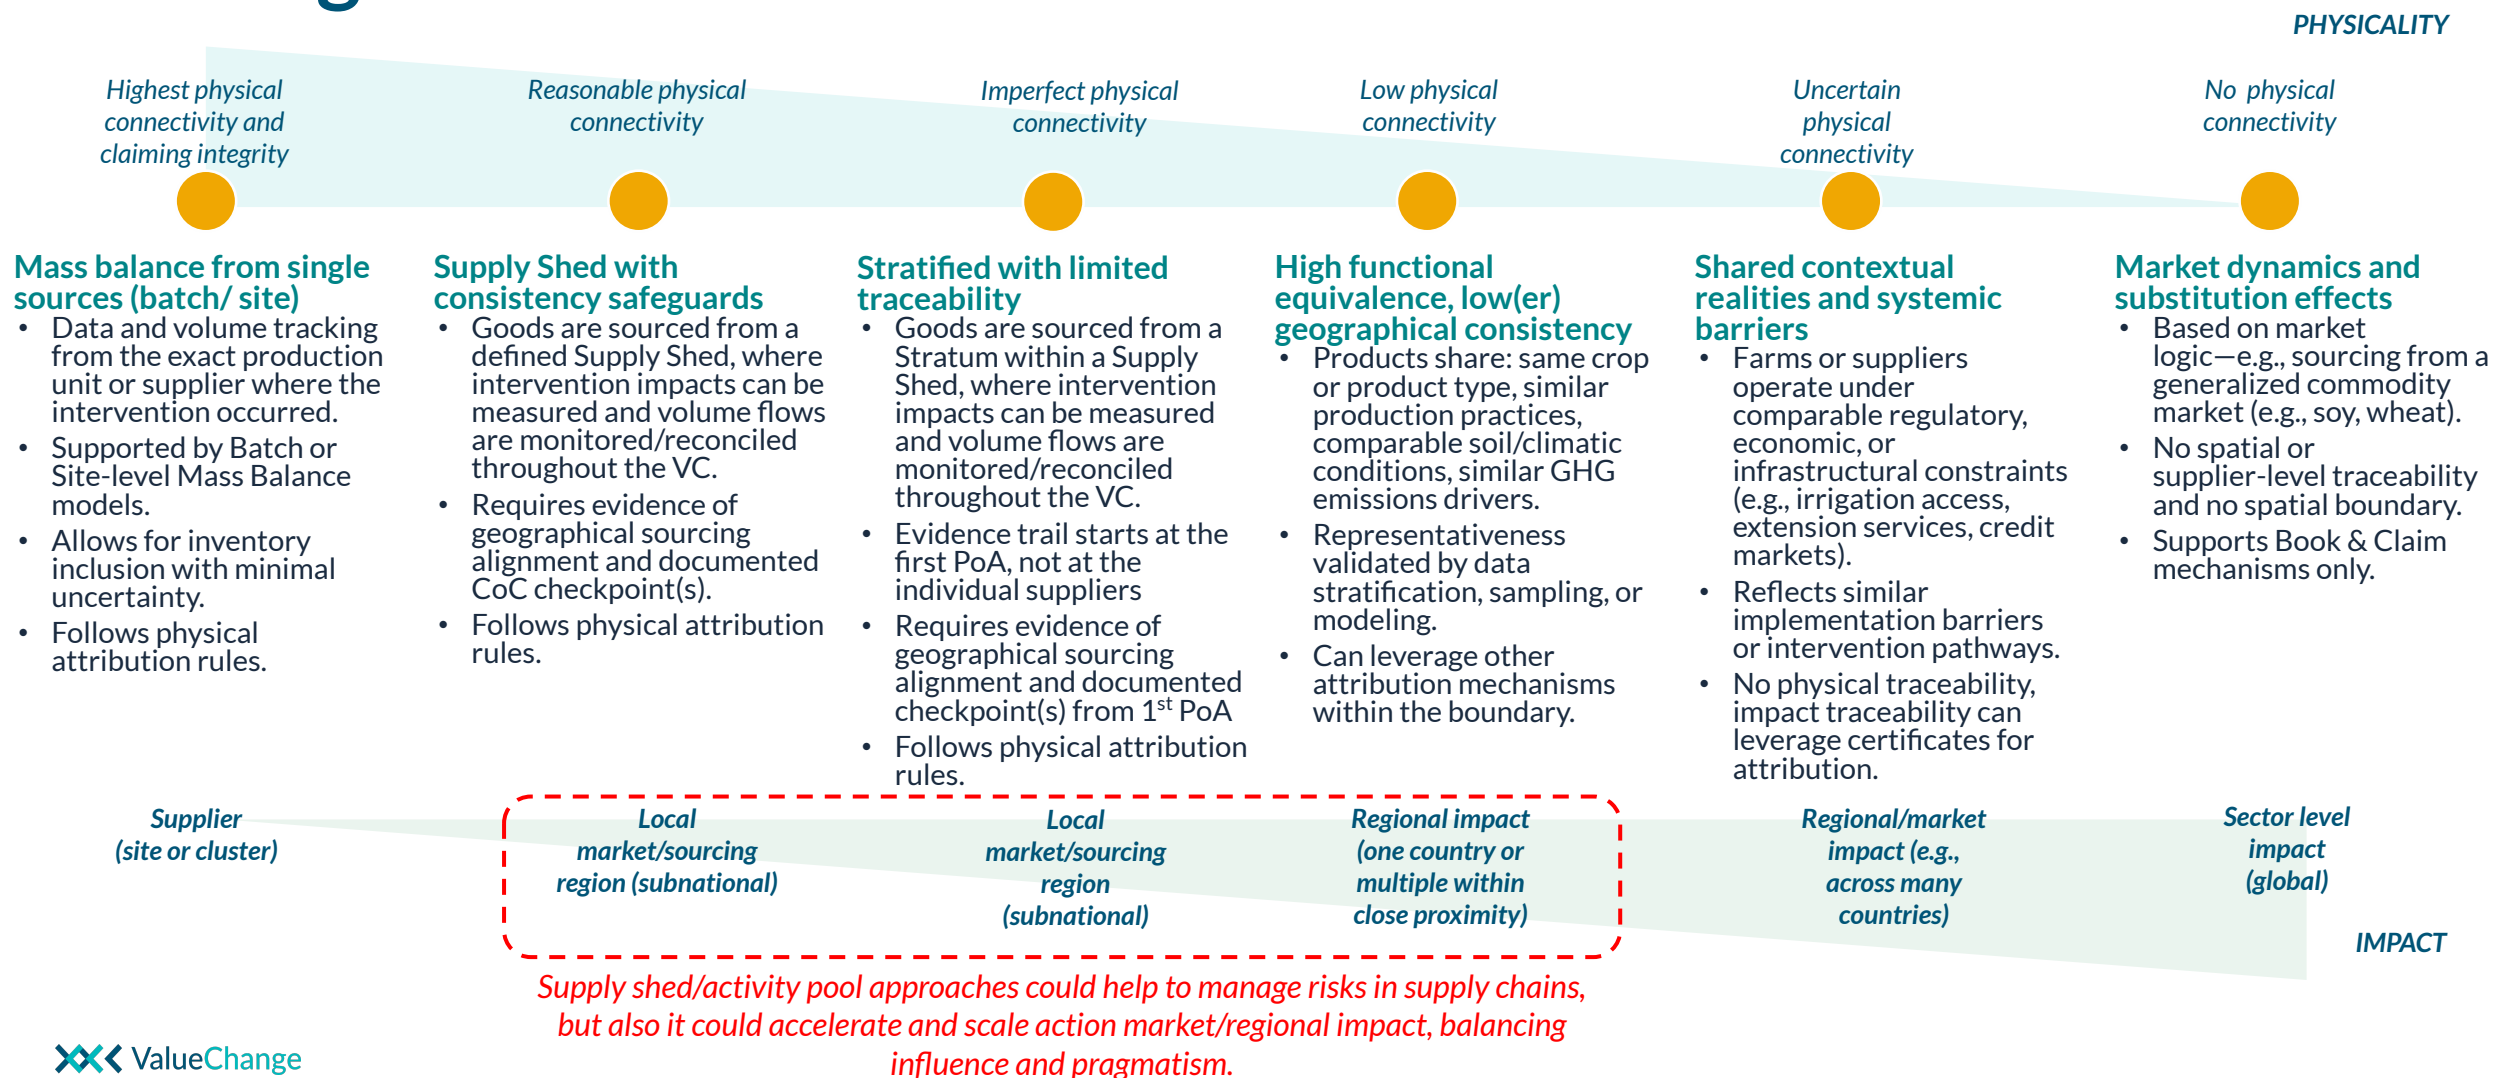 PHYSICALITY
Highest physical
connectivity and
claiming integrity
Reasonable physical
connectivity
Imperfect physical
connectivity
Low physical
connectivity
Uncertain
physical
connectivity
No physical
connectivity
Mass balance from single
sources (batch/ site)
• Data and volume tracking
from the exact production
unit or supplier where the
intervention occurred.
• Supported by Batch or
Site-level Mass Balance
models.
• Allows for inventory
inclusion with minimal
uncertainty.
• Follows physical
attribution rules.
Supply Shed with
consistency safeguards
• Goods are sourced from a
defined Supply Shed, where
intervention impacts can be
measured and volume flows
are monitored/reconciled
throughout the VC.
• Requires evidence of
geographical sourcing
alignment and documented
CoC checkpoint(s).
• Follows physical attribution
rules.
Stratified with limited
traceability
• Goods are sourced from a
Stratum within a Supply
Shed, where intervention
impacts can be measured
and volume flows are
monitored/reconciled
throughout the VC.
• Evidence trail starts at the
first PoA, not at the
individual suppliers
• Requires evidence of
geographical sourcing
alignment and documented
checkpoint(s) from 1st PoA
• Follows physical attribution
rules.
High functional
equivalence, low(er)
geographical consistency
• Products share: same crop
or product type, similar
production practices,
comparable soil/climatic
conditions, similar GHG
emissions drivers.
• Representativeness
validated by data
stratification, sampling, or
modeling.
• Can leverage other
attribution mechanisms
within the boundary.
Shared contextual
realities and systemic
barriers
• Farms or suppliers
operate under
comparable regulatory,
economic, or
infrastructural constraints
(e.g., irrigation access,
extension services, credit
markets).
• Reflects similar
implementation barriers
or intervention pathways.
• No physical traceability,
impact traceability can
leverage certificates for
attribution.
Market dynamics and
substitution effects
• Based on market
logic—e.g., sourcing from a
generalized commodity
market (e.g., soy, wheat).
• No spatial or
supplier-level traceability
and no spatial boundary.
• Supports Book & Claim
mechanisms only.
Supplier
(site or cluster)
Local
market/sourcing
region (subnational)
Local
market/sourcing
region
(subnational)
Regional impact
(one country or
multiple within
close proximity)
Regional/market
impact (e.g.,
across many
countries)
Sector level
impact
(global)
IMPACT
Supply shed/activity pool approaches could help to manage risks in supply chains,
but also it could accelerate and scale action market/regional impact, balancing
influence and pragmatism.
ValueChange